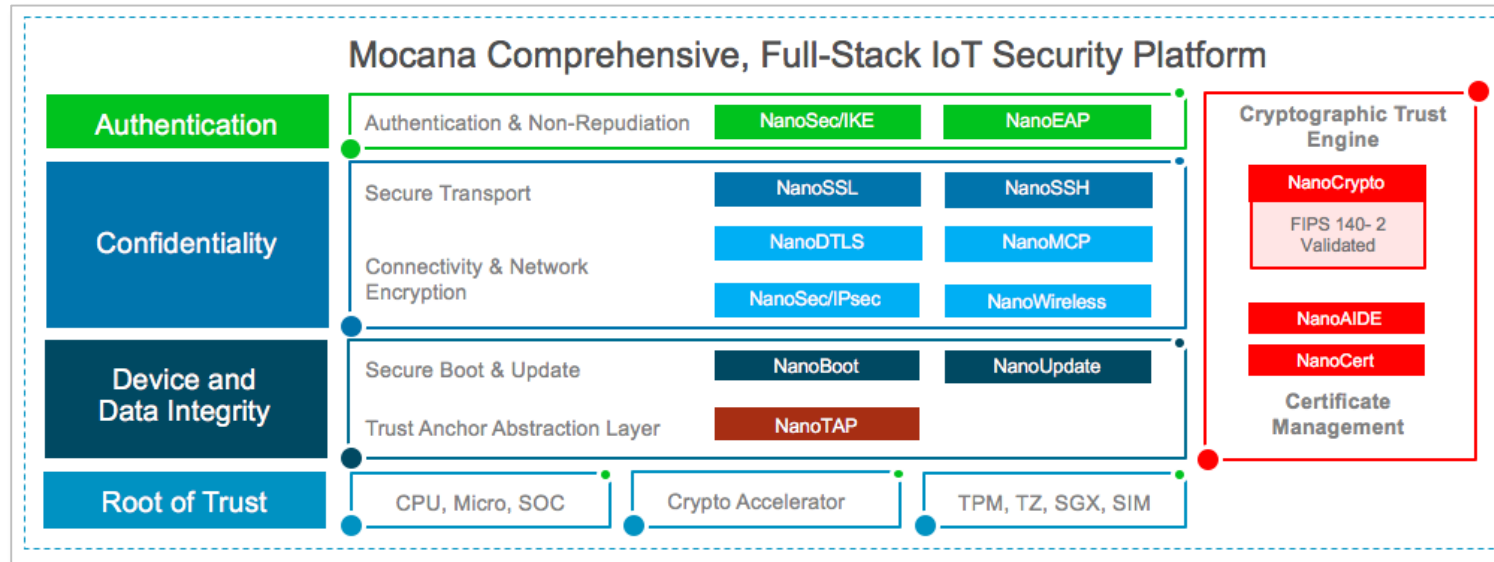 Mocana Comprehensive, Full-Stack IoT Security Platform
Authentication
Authentication & Non-Repudiation
NanoSec/IKE
NanoEAP
Confidentiality
Secure Transport
NanoSSL
NanoSSH
NanoDTLS
NanoMCP
Connectivity & Network
Encryption
NanoSec/IPsec
NanoWireless
Device and
Data Integrity
Secure Boot & Update
NanoBoot
NanoUpdate
Trust Anchor Abstraction Layer
NanoTAP
Root of Trust
CPU, Micro, SOC
Crypto Accelerator
TPM, TZ, SGX, SIM
Cryptographic Trust
Engine
NanoCrypto
FIPS 140- 2
Validated
NanoAIDE
NanoCert
Certificate
Management